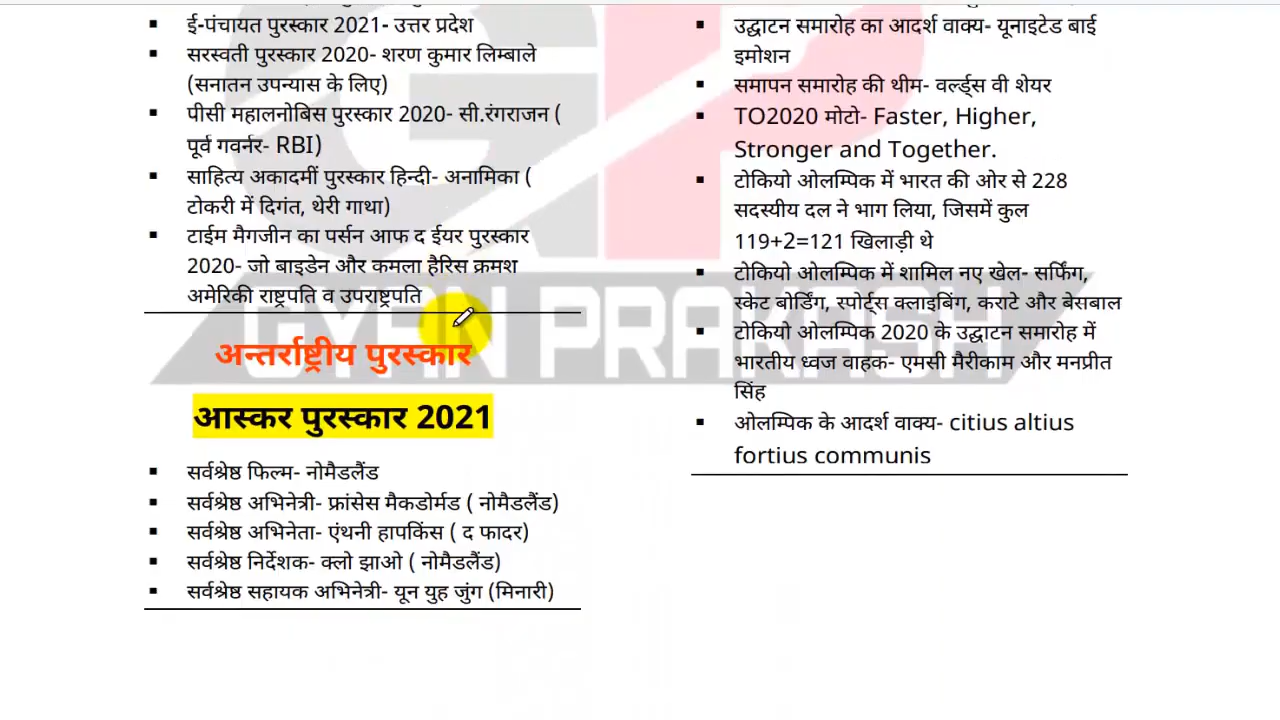 ई-पंचायत पुरस्कार 2021- उत्तर प्रदेश
सरस्वती पुरस्कार 2020- शरण कुमार लिम्बाले
(सनातन उपन्यास के लिए)
पीसी महालनोबिस पुरस्कार 2020- सी.रंगराजन (
पूर्व गवर्नर- RBI)
साहित्य अकादमीं पुरस्कार हिन्दी- अनामिका (
टोकरी में दिगंत, थेरी गाथा)
टाईम मैगजीन का पर्सन आफ द ईयर पुरस्कार
2020- जो बाइडेन और कमला हैरिस क्रमश
अमेरिकी राष्ट्रपति व उपराष्ट्रपति
अन्तर्राष्ट्रीय पुरस्कार
आस्कर पुरस्कार 2021
सर्वश्रेष्ठ फिल्म- नोमैडलैंड
सर्वश्रेष्ठ अभिनेत्री- फ्रांसेस मैकडोर्मड ( नोमैडलैंड)
सर्वश्रेष्ठ अभिनेता- एंथनी हापकिंस ( द फादर)
सर्वश्रेष्ठ निर्देशक- क्लो झाओ ( नोमैडलैंड)
सर्वश्रेष्ठ सहायक अभिनेत्री- यून युह जुंग (मिनारी)
उद्घाटन समारोह का आदर्श वाक्य- यूनाइटेड बाई
इमोशन
समापन समारोह की थीम- वर्ल्ड्स वी शेयर
TO2020 मोटो- Faster, Higher,
Stronger and Together.
टोकियो ओलम्पिक में भारत की ओर से 228
सदस्यीय दल ने भाग लिया, जिसमें कुल
119+2=121 खिलाड़ी थे
टोकियो ओलम्पिक में शामिल नए खेल- सर्फिंग,
स्केट बोर्डिंग, स्पोर्ट्स क्लाइबिंग, कराटे और बेसबाल
टोकियो ओलम्पिक 2020 के उद्घाटन समारोह में
भारतीय ध्वज वाहक- एमसी मैरीकाम और मनप्रीत
सिंह
ओलम्पिक के आदर्श वाक्य- citius altius
fortius communis
GP
GYAN PRAKASH